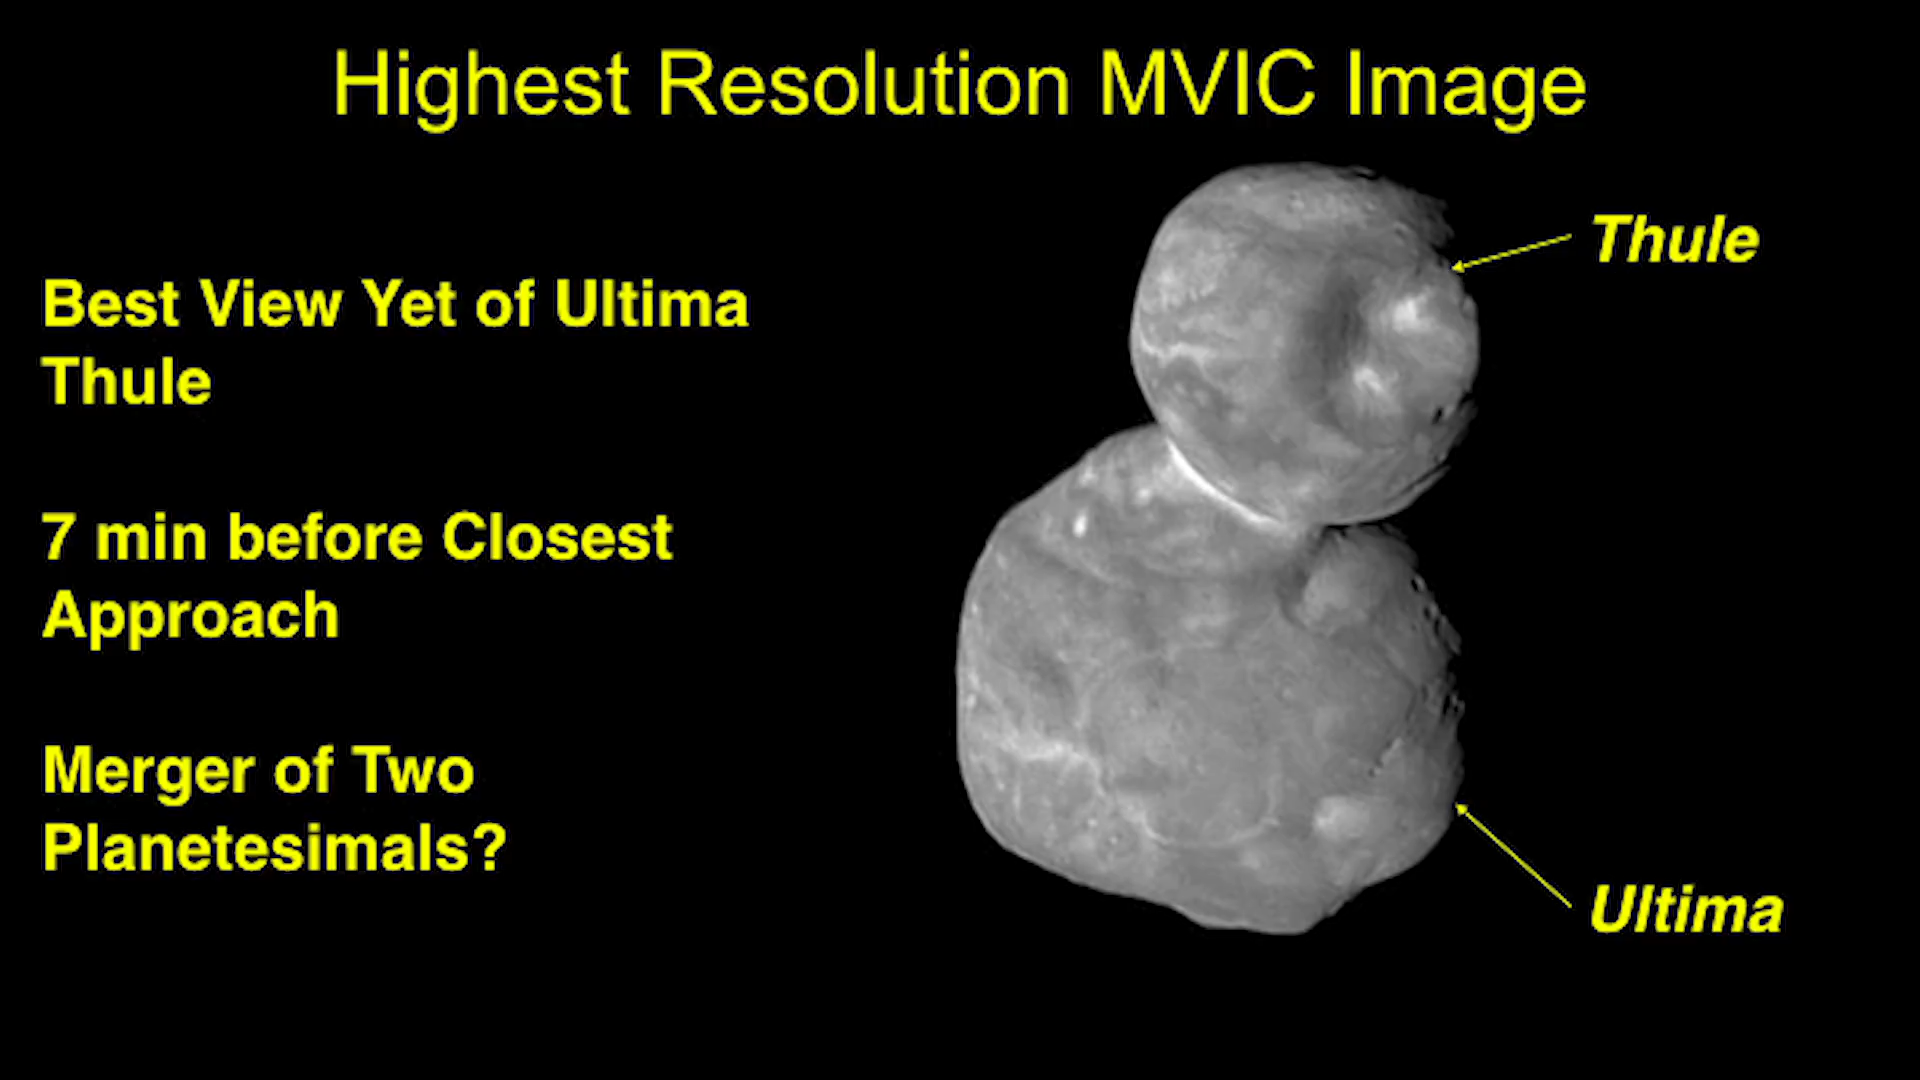 Highest Resolution MVIC Image
Thule
Best View Yet of Ultima
Thule
7 min before Closest
Approach
Merger of Two
Planetesimals?
Ultima